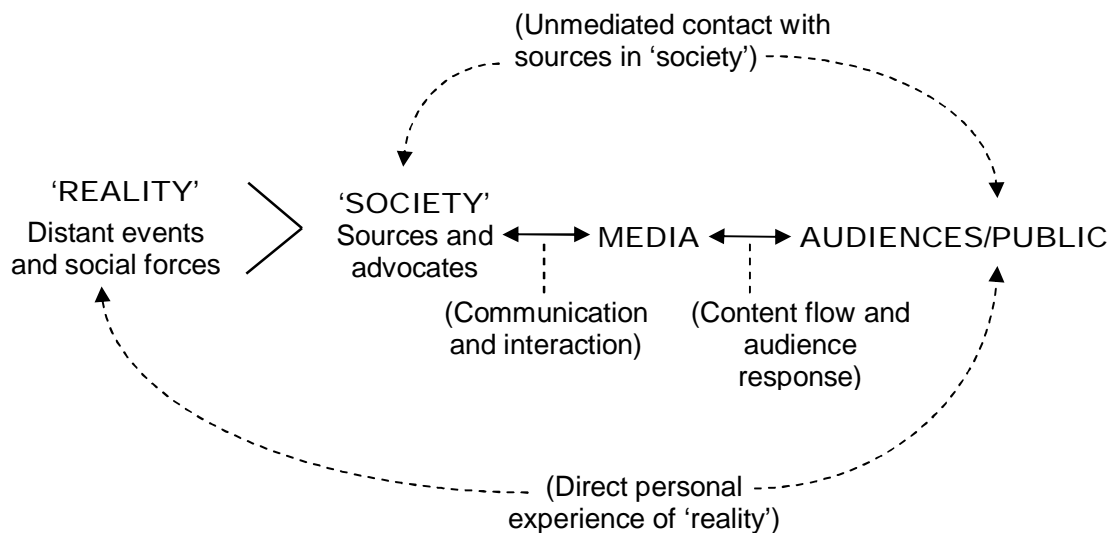 (Unmediated contact with
sources in ‘society’)
‘REALITY’
Distant events
and social forces
‘SOCIETY’
Sources and
advocates
MEDIA
AUDIENCES/PUBLIC
(Communication
and interaction)
(Content flow and
audience
response)
(Direct personal
experience of ‘reality’)